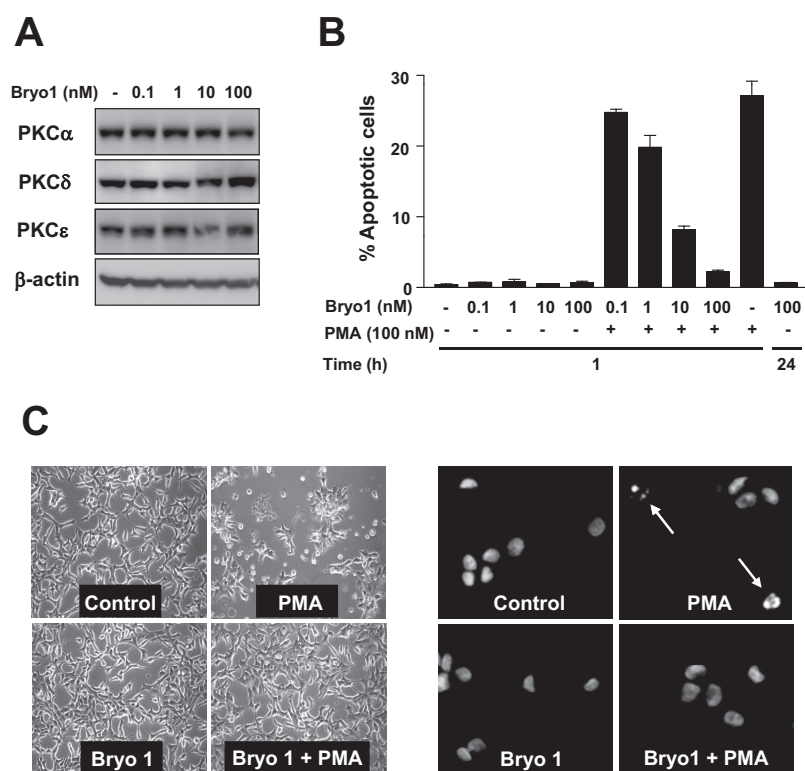 A
Bryo1 (nM) - 0.1 1 10 100
PKCα
PKCδ
PKCε
β-actin
B
% Apoptotic cells
30
20
10
0
Bryo1 (nM) - 0.1 1 10 100 0.1 1 10 100 - 100
PMA (100 nM) - - - - - + + + + + -
Time (h) 1 24
C
Control PMA
Bryo 1 Bryo 1 + PMA
Control PMA
Bryo 1 Bryo1 + PMA